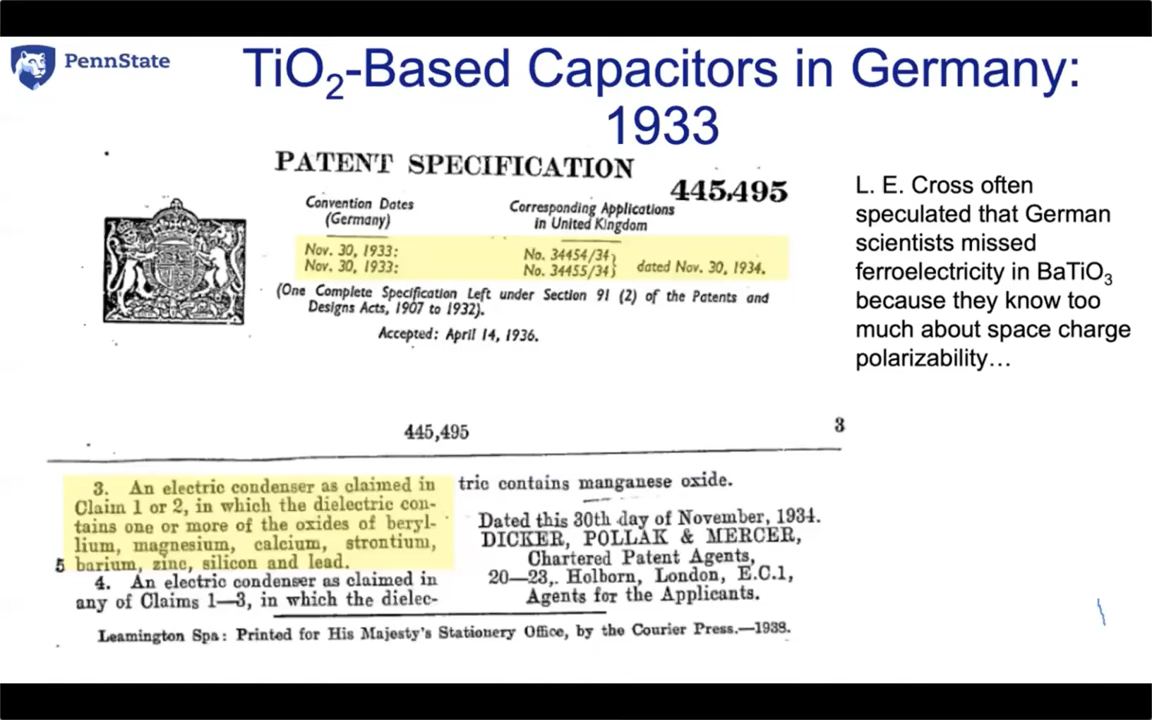 PennState
TiO2-Based Capacitors in Germany:
1933
PATENT SPECIFICATION
445,495
Convention Dates
(Germany)
Corresponding Applications
in United Kingdom
Nov. 30, 1933:
Nov. 30, 1933:
No. 34454/34}
No. 34455/34} dated Nov. 30, 1934.
(One Complete Specification Left under Section 91 (2) of the Patents and
Designs Acts, 1907 to 1932).
Accepted: April 14, 1936.
L. E. Cross often
speculated that German
scientists missed
ferroelectricity in BaTiO3
because they know too
much about space charge
polarizability…
445,495
3
3. An electric condenser as claimed in
Claim 1 or 2, in which the dielectric con-
tains one or more of the oxides of beryl-
lium, magnesium, calcium, strontium,
5 barium, zinc, silicon and lead.
4. An electric condenser as claimed in
any of Claims 1—3, in which the dielec-
tric contains manganese oxide.
Dated this 30th day of November, 1934.
DICKER, POLLAK & MERCER,
Chartered Patent Agents,
20—23, Holborn, London, E.C.1,
Agents for the Applicants.
Leamington Spa: Printed for His Majesty's Stationery Office, by the Courier Press.—1938.